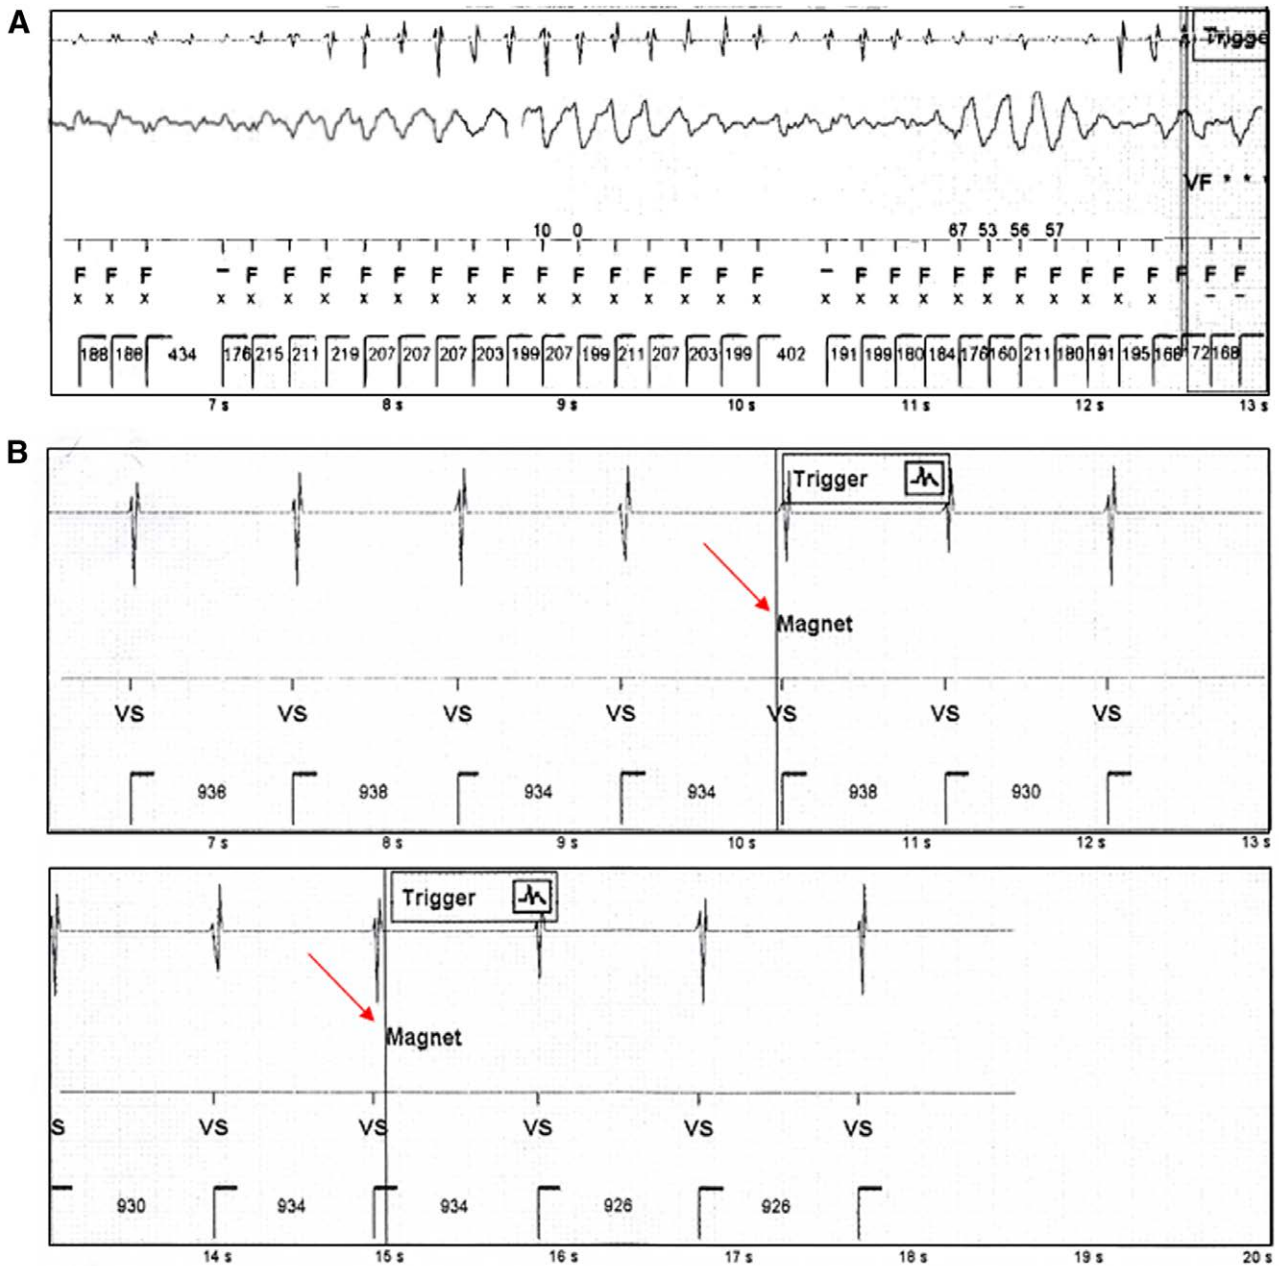 A
Trigge
VF * * *
10 0 67 53 56 57
F F F - F F F F F F F F F F F F F F F - F F F F F F F F F F F F
x x x x x x x x x x x x x x x x x x x x x x x x x x x x x - -
188 188 434 176 215 211 219 207 207 207 203 199 207 199 211 207 203 199 402 191 199 180 184 176 160 211 180 191 195 168 172 168
7 s 8 s 9 s 10 s 11 s 12 s 13 s
B
Trigger
Magnet
VS VS VS VS VS VS VS
936 938 934 934 938 930
7 s 8 s 9 s 10 s 11 s 12 s 13 s
Trigger
Magnet
S VS VS VS VS VS
930 934 934 926 926
14 s 15 s 16 s 17 s 18 s 19 s 20 s